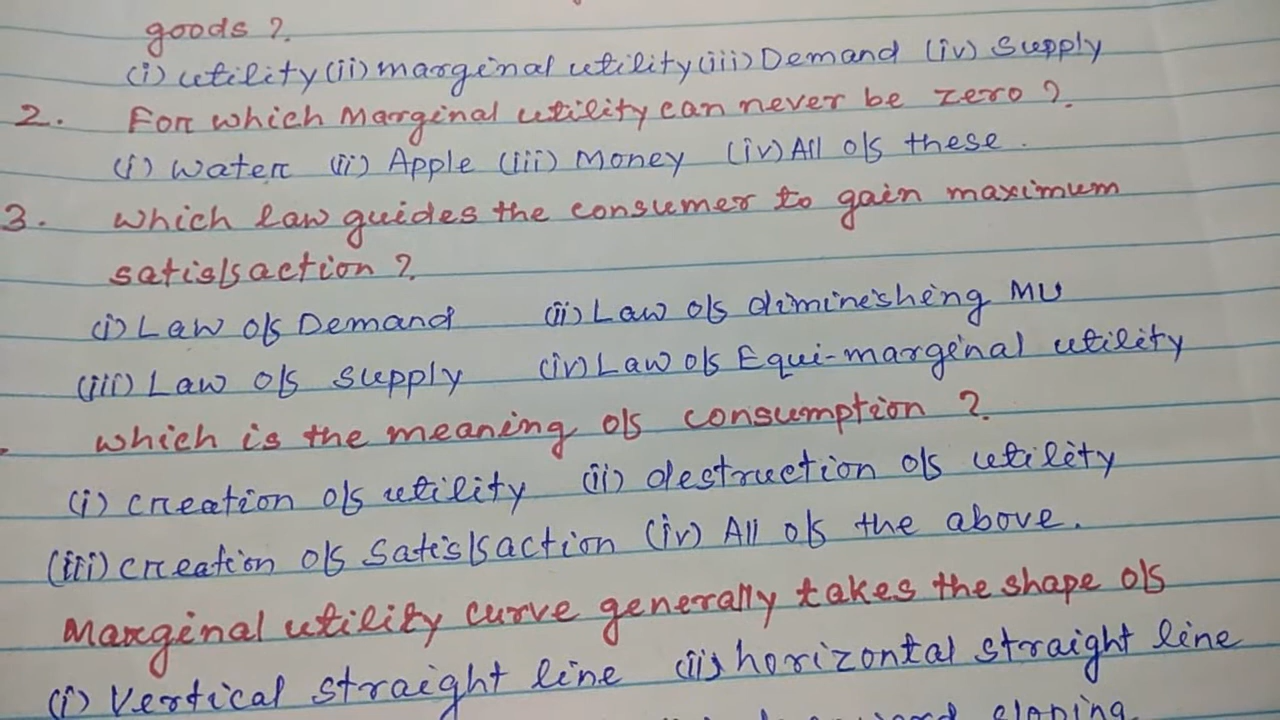 goods ?
(i) utility (ii) marginal utility (iii) Demand (iv) Supply
2. For which Marginal utility can never be zero ?
(i) Water (ii) Apple (iii) Money (iv) All of these.
3. which law guides the consumer to gain maximum
satisfaction ?
(i) Law of Demand (ii) Law of diminishing MU
(iii) Law of supply (iv) Law of Equi-marginal utility
which is the meaning of consumption ?
(i) creation of utility (ii) destruction of utility
(iii) creation of satisfaction (iv) All of the above.
Marginal utility curve generally takes the shape of
(i) Vertical straight line (ii) horizontal straight line
sloping.